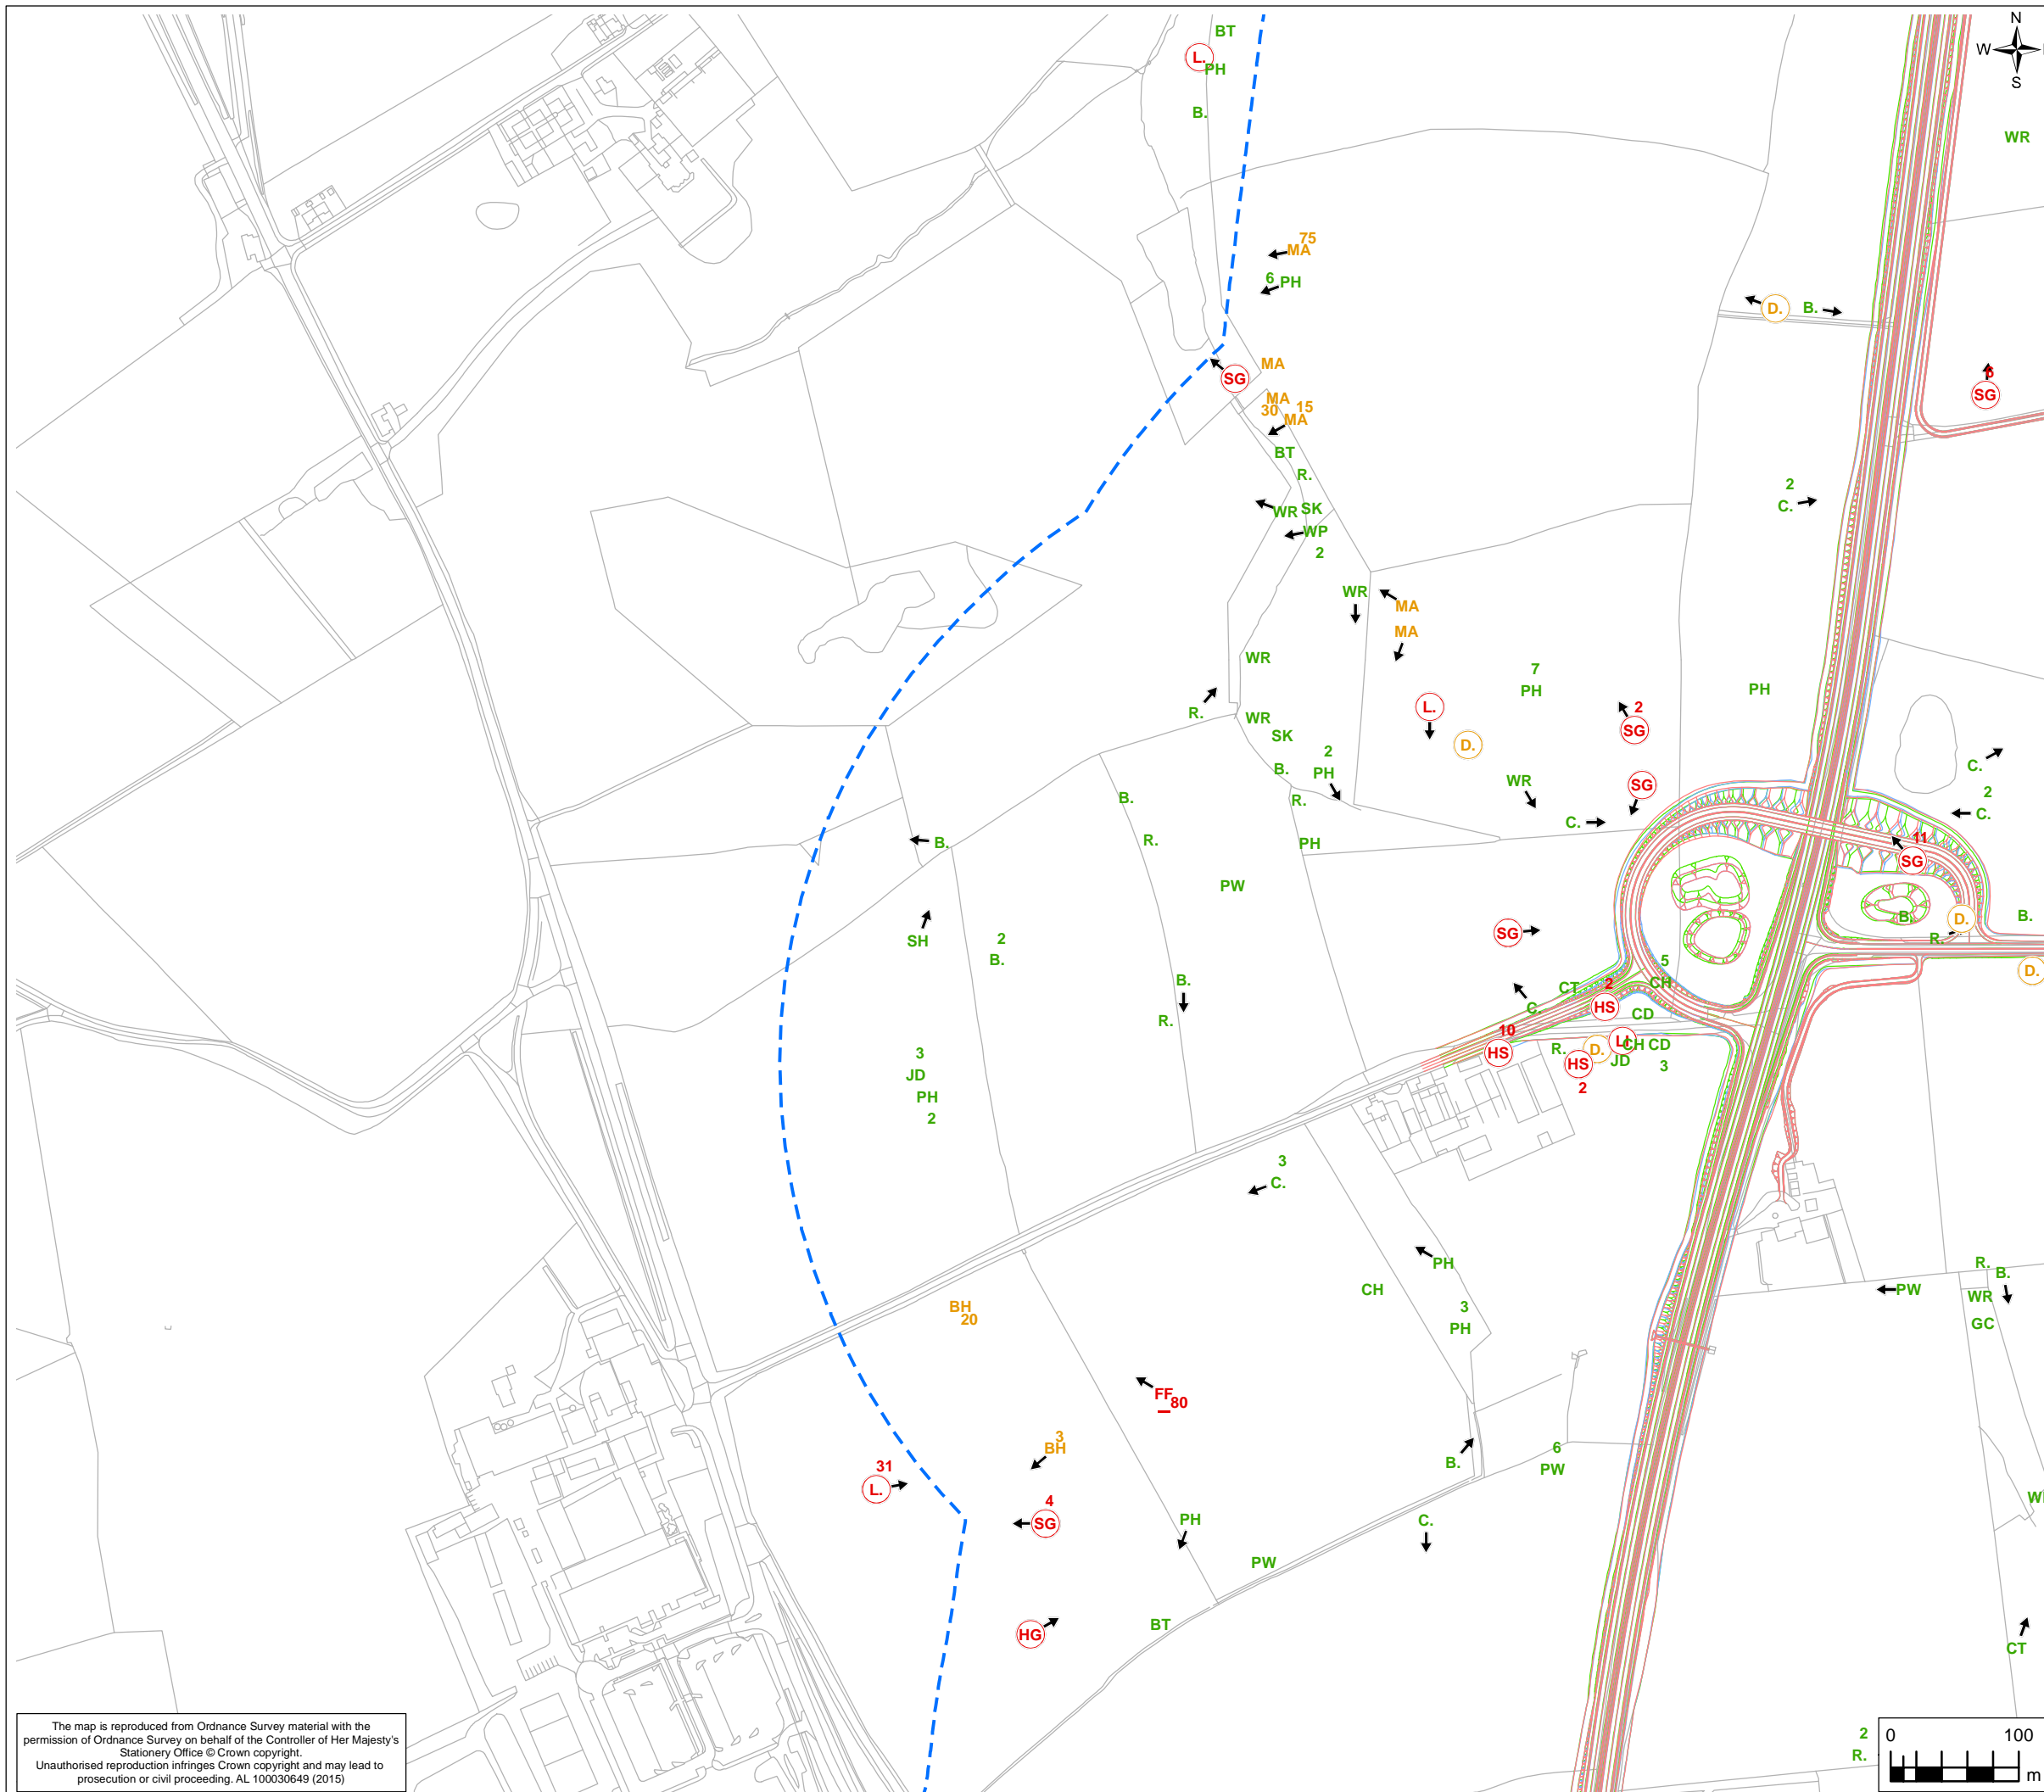 BT
N
L.
W
PH
S
B.
WR
75
MA
6 PH
D.
B.
MA
SG
SG
MA
30
15
MA
BT
R.
2
C.
WR
SK
WP
2
WR
MA
MA
WR
7
PH
PH
R.
L.
2
SG
WR
SK
D.
2
PH
B.
C.
WR
SG
B.
R.
2
C.
C.
11
SG
B.
R.
PH
PW
B.
D.
B.
SG
R.
SH
2
B.
5
CH
D.
B.
CT
2
HS
C.
CD
R.
10
HS
R.
D.
CH CD
JD
3
HS
2
3
JD
PH
2
3
C.
PH
CH
R.
B.
PW
WR
GC
BH
20
3
PH
FF
80
3
BH
B.
6
PW
31
L.
4
SG
PH
C.
PW
BT
HG
CT
2
R.
0 100
m
The map is reproduced from Ordnance Survey material with the
permission of Ordnance Survey on behalf of the Controller of Her Majesty's
Stationery Office © Crown copyright.
Unauthorised reproduction infringes Crown copyright and may lead to
prosecution or civil proceeding. AL 100030649 (2015)